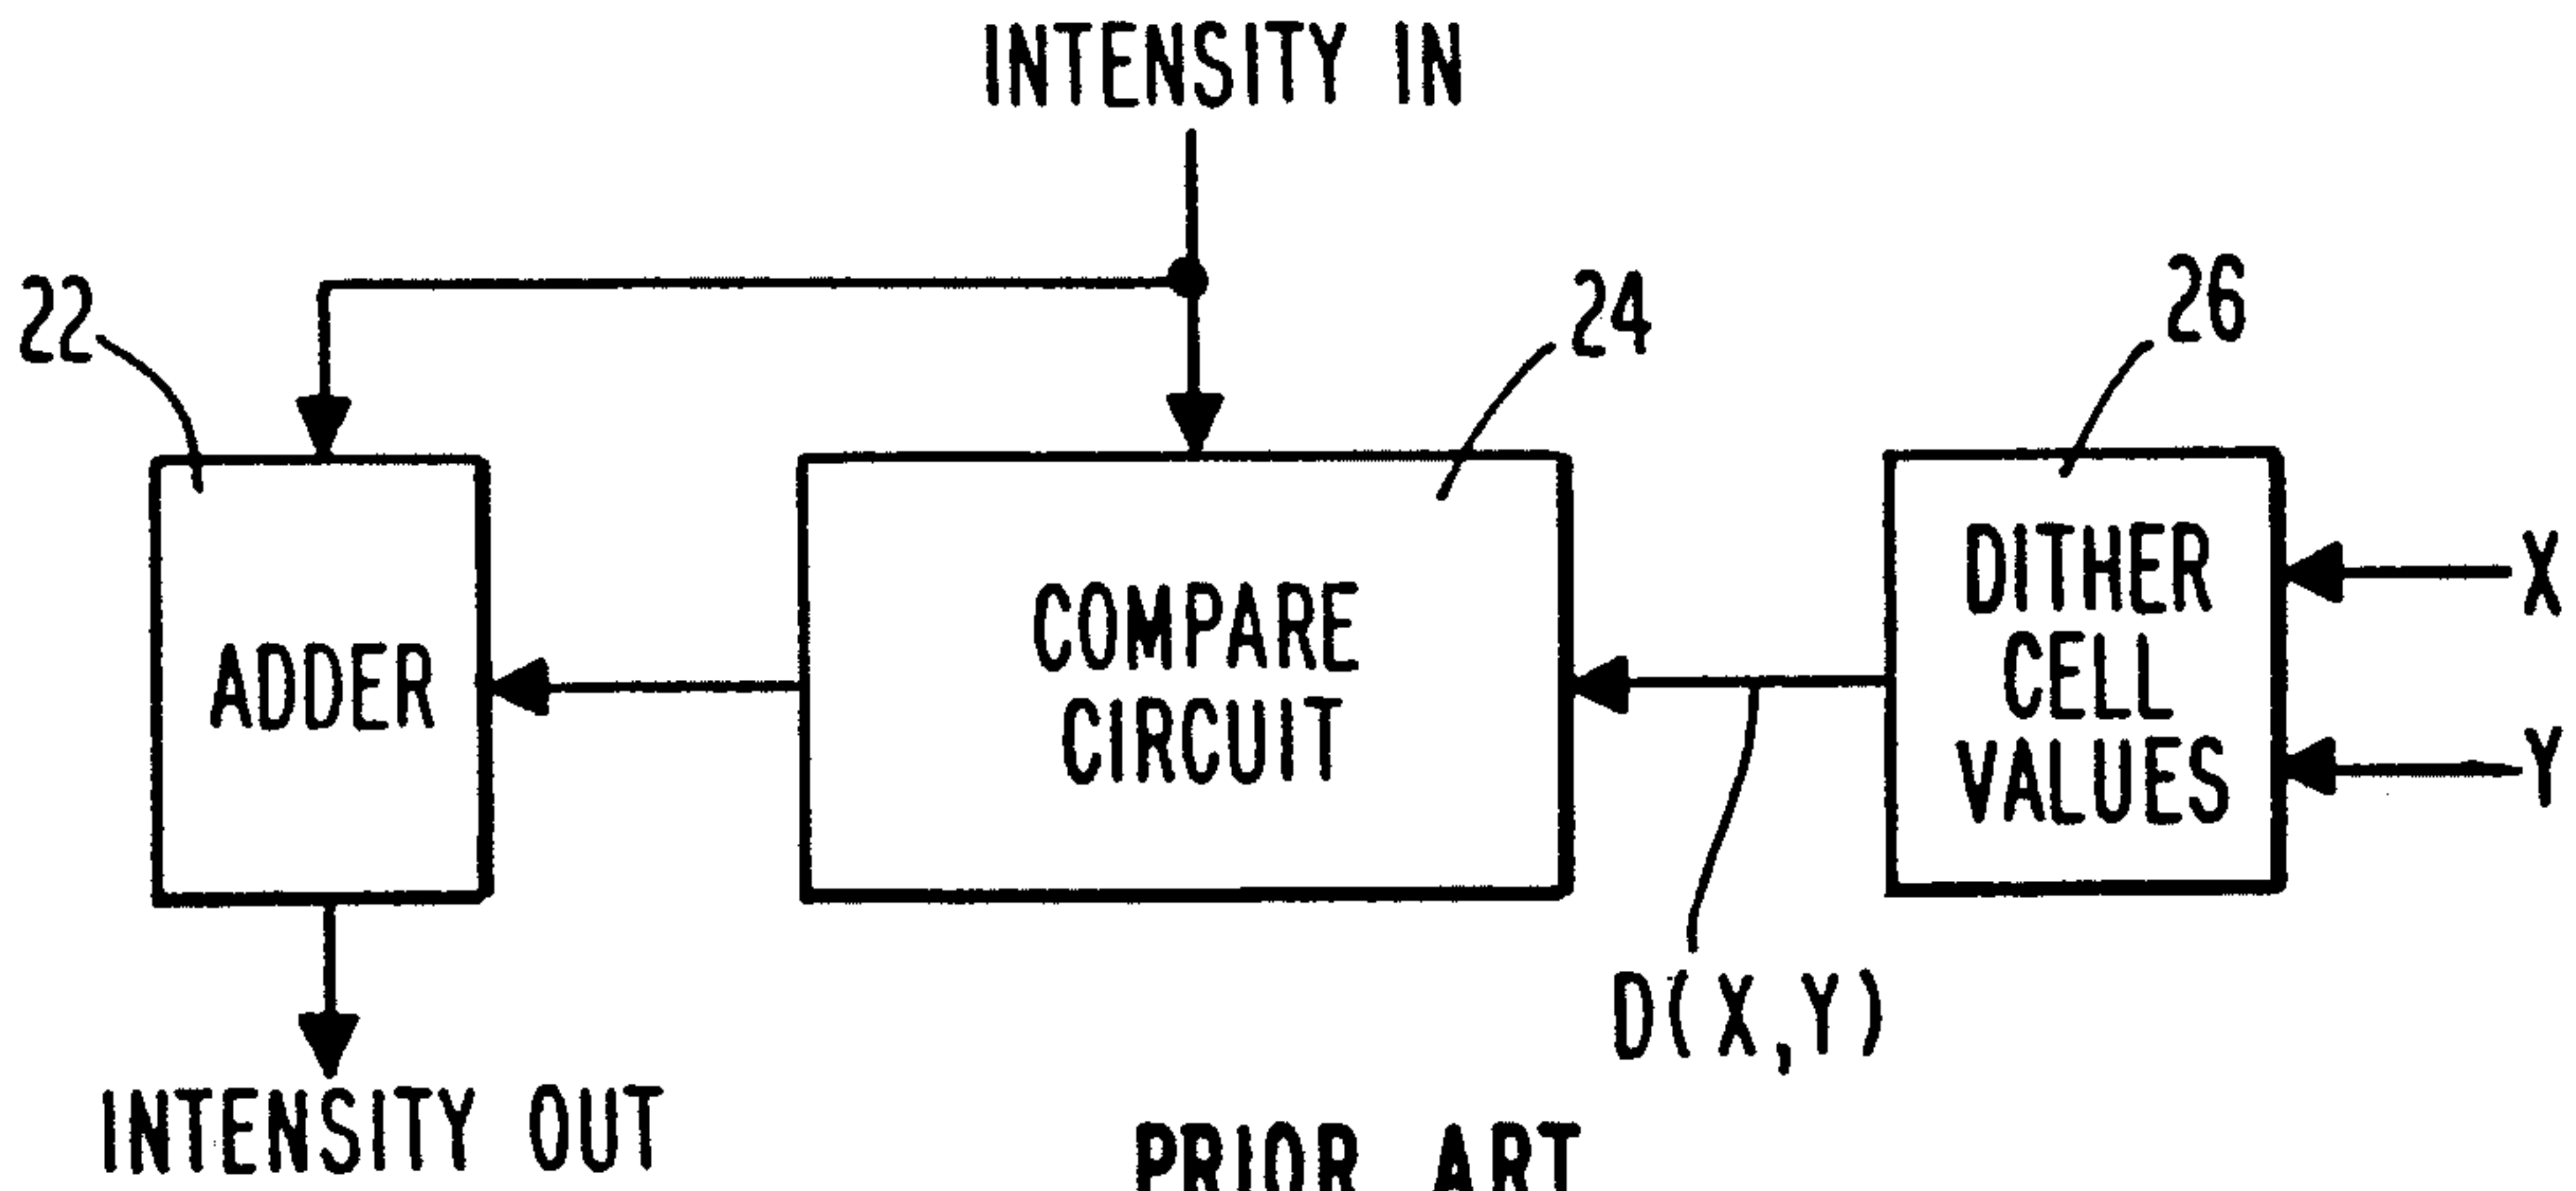 INTENSITY IN
22
24
26
ADDER
COMPARE
CIRCUIT
DITHER
CELL
VALUES
X
Y
D(X,Y)
INTENSITY OUT
PRIOR ART